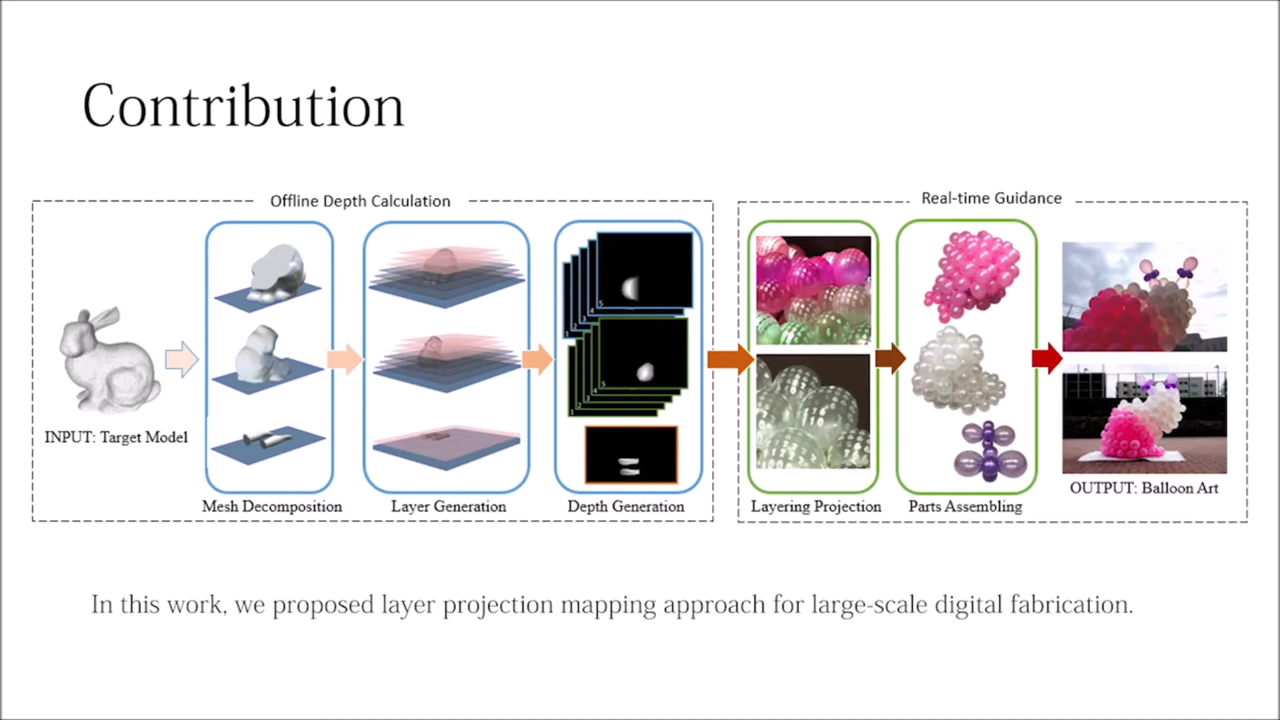 Contribution
Offline Depth Calculation
Real-time Guidance
INPUT: Target Model
Mesh Decomposition
Layer Generation
Depth Generation
Layering Projection
Parts Assembling
OUTPUT: Balloon Art
In this work, we proposed layer projection mapping approach for large-scale digital fabrication.